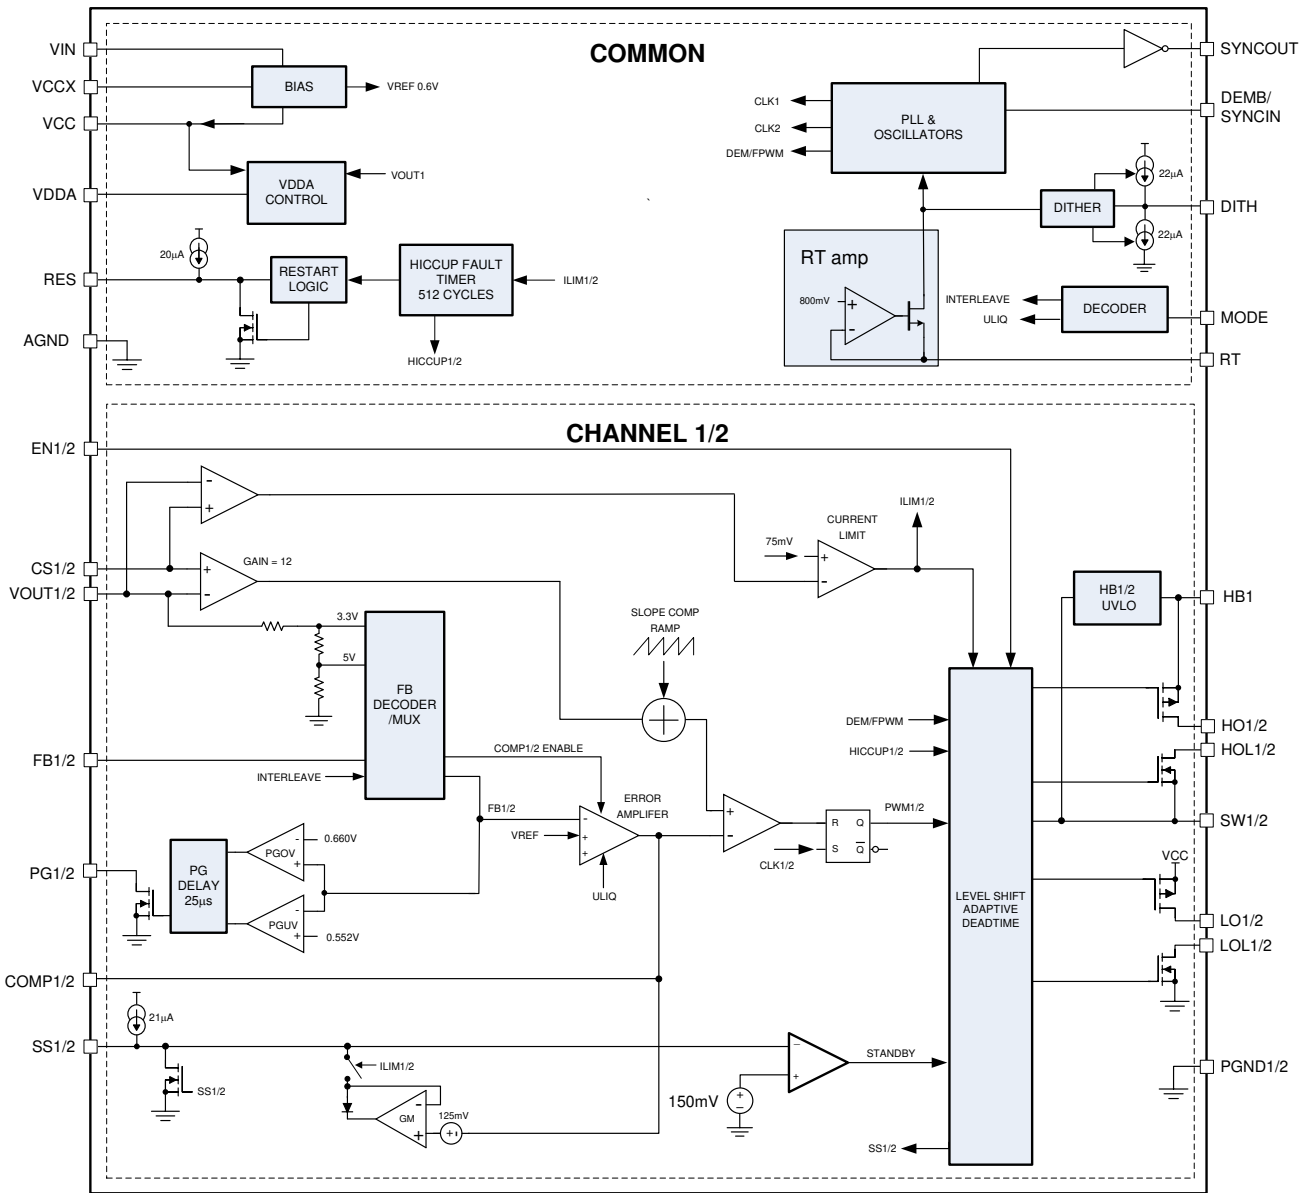 COMMON
VIN
VCCX
VCC
VDDA
RES
AGND
BIAS
VREF 0.6V
VDDA
CONTROL
VOUT1
20µA
RESTART
LOGIC
HICCUP FAULT
TIMER
512 CYCLES
ILIM1/2
HICCUP1/2
CLK1
CLK2
DEM/FPWM
PLL &
OSCILLATORS
SYNCOUT
DEMB/
SYNCIN
22µA
DITHER
DITH
22µA
RT amp
800mV
+
-
INTERLEAVE
ULIQ
DECODER
MODE
RT
CHANNEL 1/2
EN1/2
-
+
CS1/2
VOUT1/2
+
-
GAIN = 12
ILIM1/2
CURRENT
LIMIT
75mV
+
-
HB1/2
UVLO
HB1
3.3V
5V
FB
DECODER
/MUX
SLOPE COMP
RAMP
FB1/2
INTERLEAVE
COMP1/2 ENABLE
FB1/2
ERROR
AMPLIFER
VREF
-
+
+
ULIQ
+
-
R
S
Q
Q
CLK1/2
PWM1/2
DEM/FPWM
HICCUP1/2
HO1/2
HOL1/2
SW1/2
PG1/2
PG
DELAY
25µs
PGOV
-
+
0.660V
PGUV
-
+
0.552V
LEVEL SHIFT
ADAPTIVE
DEADTIME
VCC
LO1/2
LOL1/2
COMP1/2
21µA
SS1/2
SS1/2
ILIM1/2
GM
-
+
125mV
+-
150mV
+
−
−
+
STANDBY
SS1/2
PGND1/2